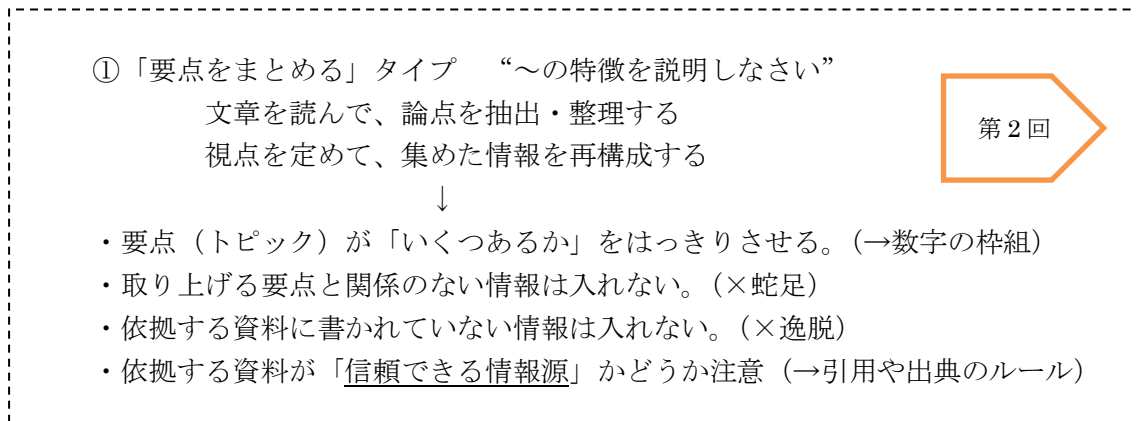 ①「要点をまとめる」タイプ　“～の特徴を説明しなさい”
文章を読んで、論点を抽出・整理する
第２回
視点を定めて、集めた情報を再構成する
↓
・要点（トピック）が「いくつあるか」をはっきりさせる。（→数字の枠組）
・取り上げる要点と関係のない情報は入れない。（×蛇足）
・依拠する資料に書かれていない情報は入れない。（×逸脱）
・依拠する資料が「信頼できる情報源」かどうか注意（→引用や出典のルール）